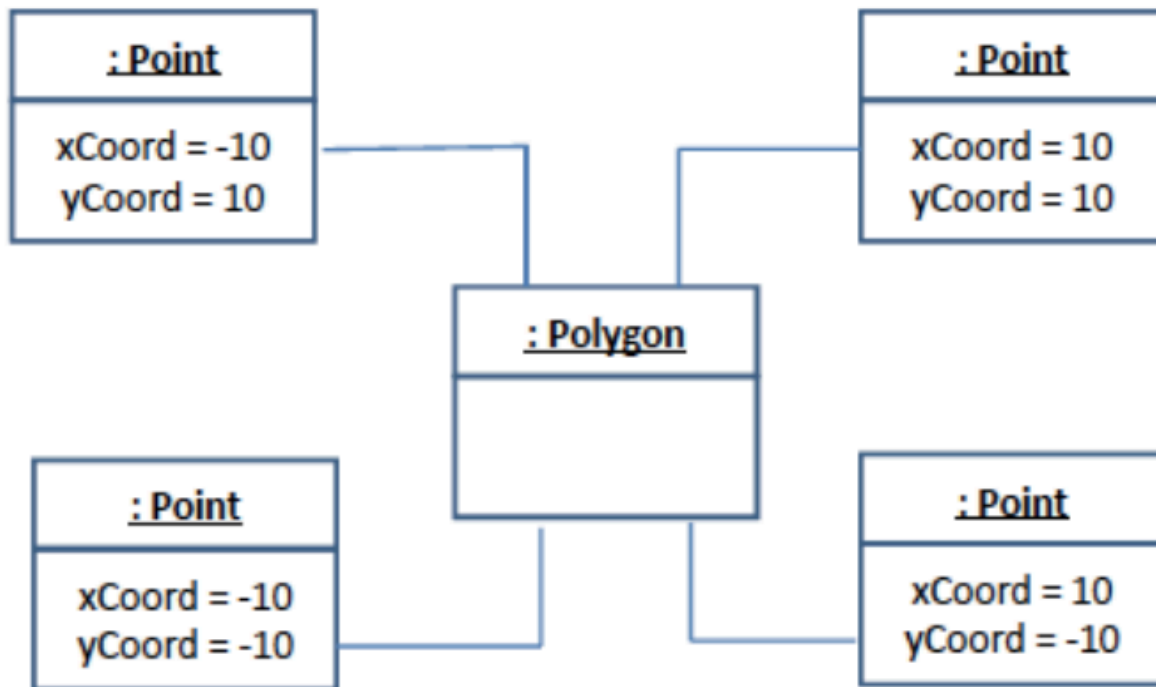 : Point
xCoord = -10
yCoord = 10
: Point
xCoord = 10
yCoord = 10
: Polygon
: Point
xCoord = -10
yCoord = -10
: Point
xCoord = 10
yCoord = -10